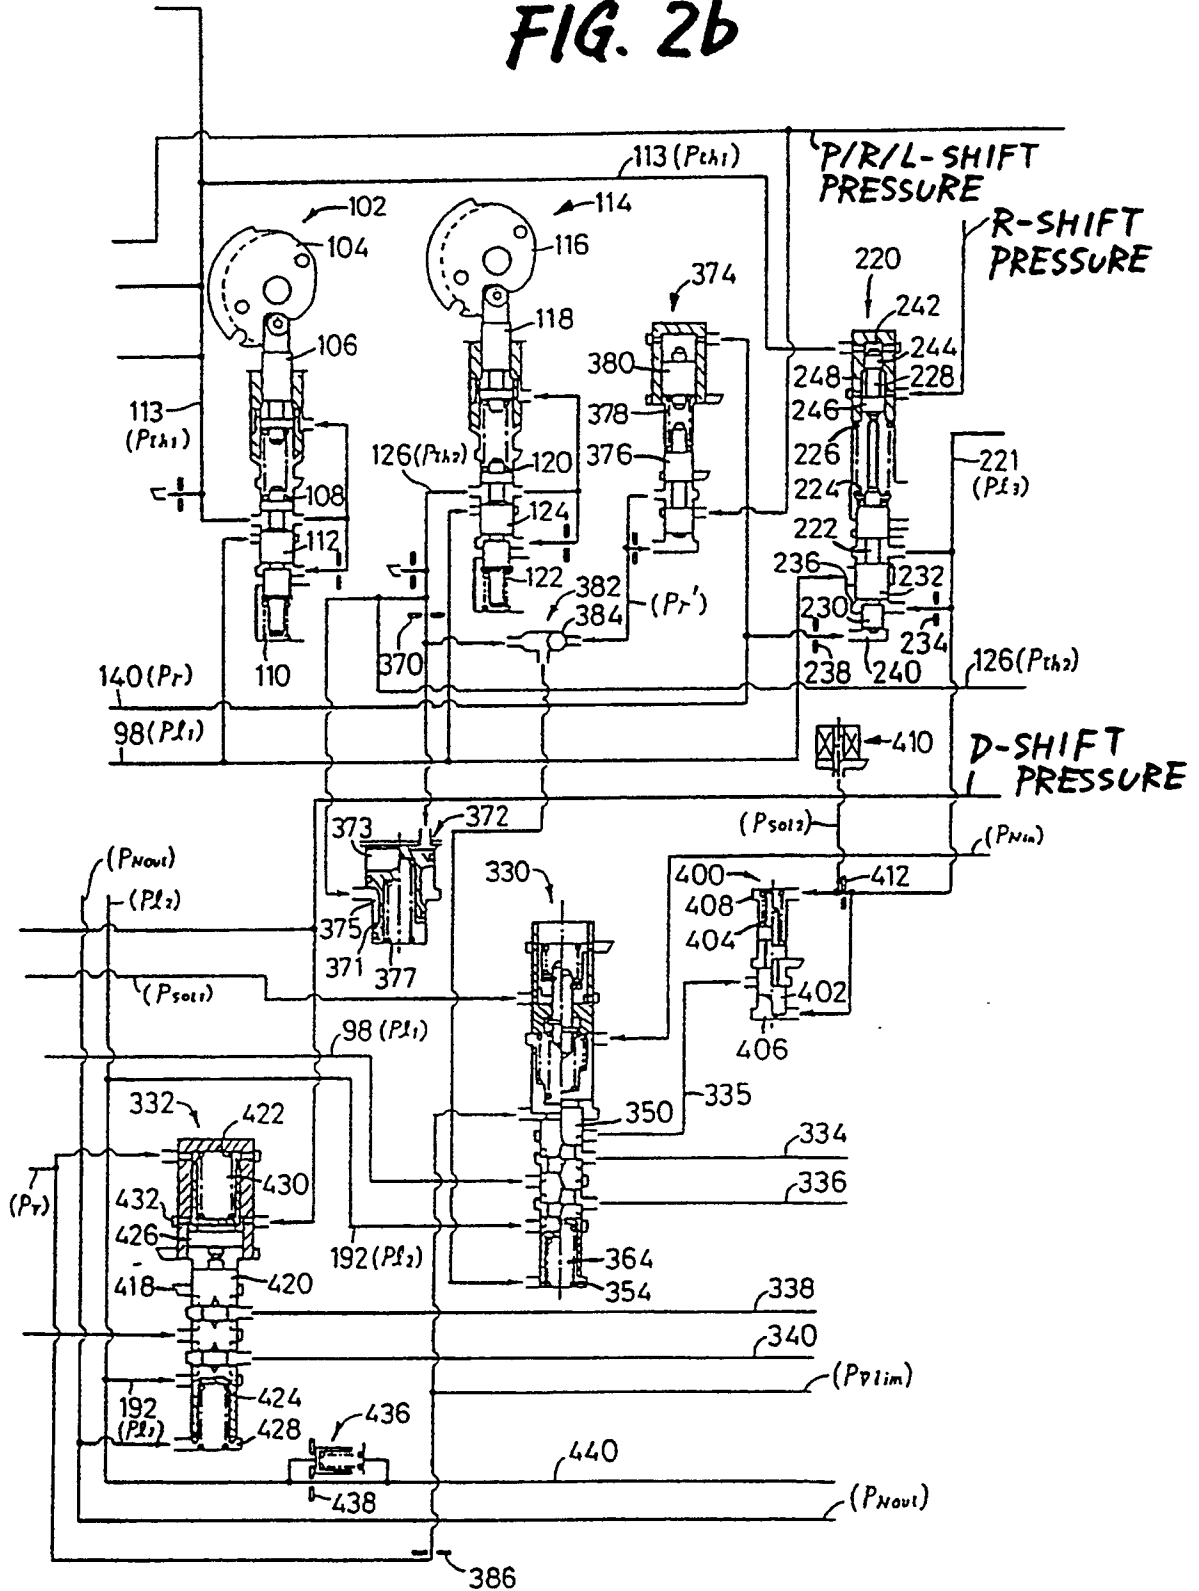 FIG. 2b
113 (Pth1)
P/R/L-SHIFT
PRESSURE
102
114
R-SHIFT
PRESSURE
104
116
220
374
242
118
106
380
244
248
228
378
246
113
(Pth1)
126 (Pth2)
120
376
226
221
(Pl3)
108
224
124
112
222
236
232
122
382
384
(Pr')
230
234
110
370
238
240
126 (Pth2)
140 (Pr)
98 (Pl1)
410
D-SHIFT
PRESSURE
373
372
(Psol2)
(PNin)
(PNout)
330
400
412
(Pl2)
408
375
404
371
377
(Psol1)
402
98 (Pl1)
406
335
332
422
350
334
430
(Pr)
336
432
426
192 (Pl2)
364
418
420
354
338
340
424
(PDlim)
192
(Pl2)
428
436
440
438
(PNout)
386